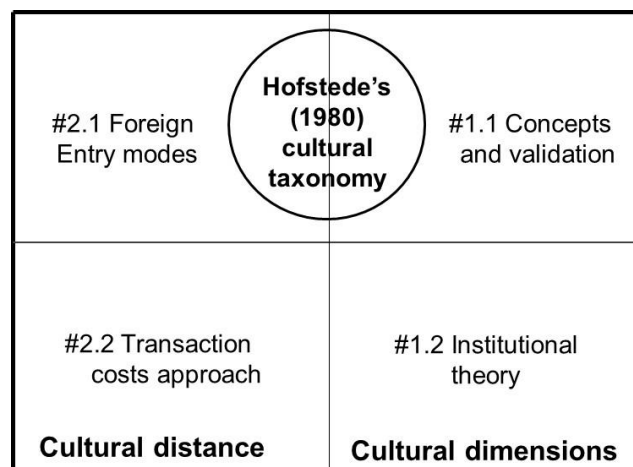 Hofstede’s
(1980)
cultural
taxonomy
#2.1 Foreign
Entry modes
#1.1 Concepts
and validation
#2.2 Transaction
costs approach
#1.2 Institutional
theory
Cultural distance
Cultural dimensions